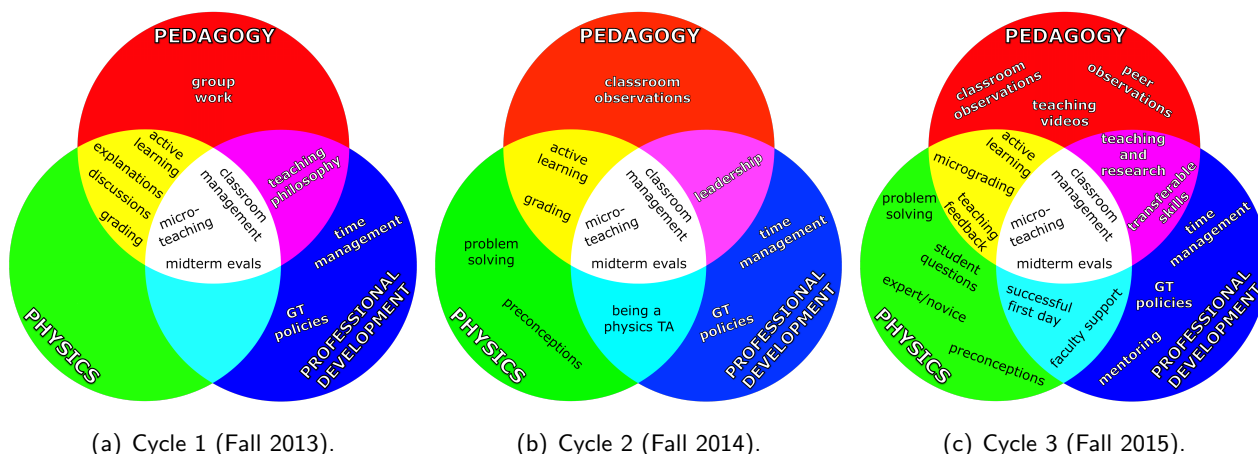 PEDAGOGY
group
work
active
learning
explanations
discussions
grading
teaching
philosophy
classroom
management
micro-
teaching
midterm evals
time
management
GT
policies
PHYSICS
PROFESSIONAL
DEVELOPMENT
(a) Cycle 1 (Fall 2013).
PEDAGOGY
classroom
observations
active
learning
grading
leadership
classroom
management
micro-
teaching
midterm evals
problem
solving
preconceptions
being a
physics TA
time
management
GT
policies
PHYSICS
PROFESSIONAL
DEVELOPMENT
(b) Cycle 2 (Fall 2014).
PEDAGOGY
classroom
observations
peer
observations
teaching
videos
active
learning
micrograding
teaching
feedback
teaching
and
research
transferable
skills
classroom
management
micro-
teaching
midterm evals
problem
solving
student
questions
expert/novice
preconceptions
successful
first day
faculty support
time
management
GT
policies
mentoring
PHYSICS
PROFESSIONAL
DEVELOPMENT
(c) Cycle 3 (Fall 2015).